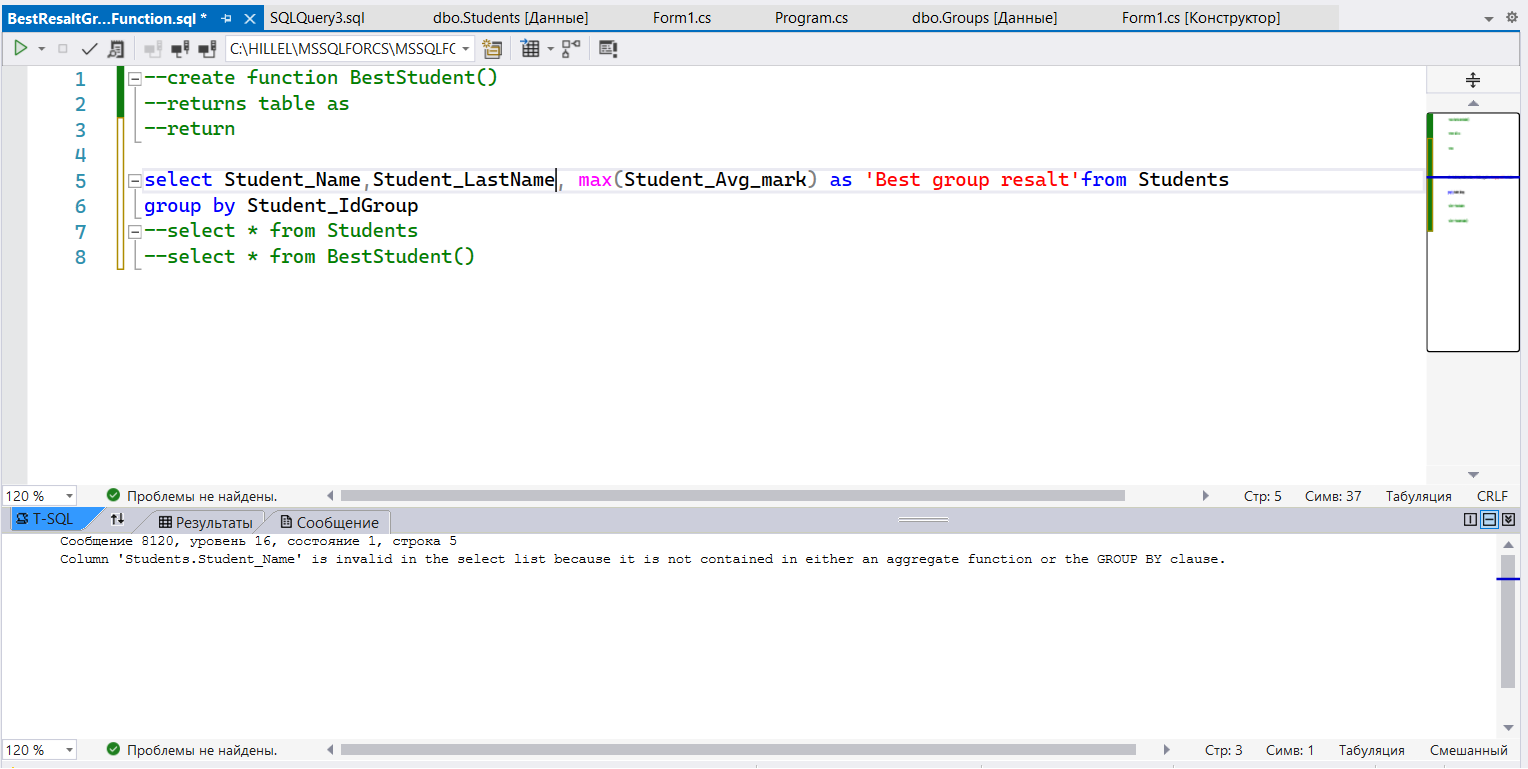 BestResaltGr...Function.sql * SQLQuery3.sql dbo.Students [Данные] Form1.cs Program.cs dbo.Groups [Данные] Form1.cs [Конструктор]
C:\HILLEL\MSSQLFORCS\MSSQLFC
1 --create function BestStudent()
2 --returns table as
3 --return
4
5 select Student_Name,Student_LastName, max(Student_Avg_mark) as 'Best group resalt'from Students
6 group by Student_IdGroup
7 --select * from Students
8 --select * from BestStudent()
120 % Проблемы не найдены. Стр: 5 Симв: 37 Табуляция CRLF
T-SQL Результаты Сообщение
Сообщение 8120, уровень 16, состояние 1, строка 5
Column 'Students.Student_Name' is invalid in the select list because it is not contained in either an aggregate function or the GROUP BY clause.
120 % Проблемы не найдены. Стр: 3 Симв: 1 Табуляция Смешанный